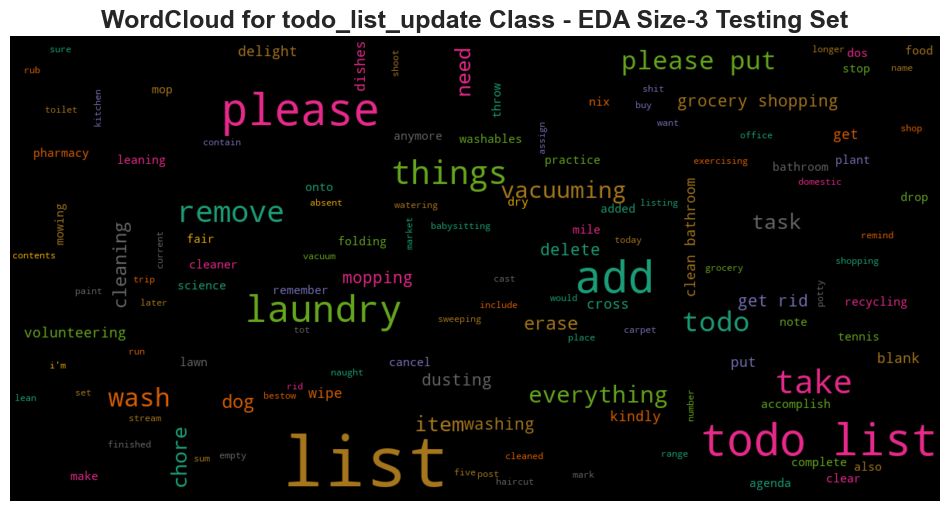 WordCloud for todo_list_update Class - EDA Size-3 Testing Set
sure
delight
dishes
shoot
need
please put
longer
dos
food
rub
mop
throw
stop
name
toilet
kitchen
please
nix
shit
buy
grocery shopping
want
contain
anymore
washables
assign
office
get
shop
pharmacy
leaning
things
practice
exercising
bathroom
plant
domestic
onto
absent
vacuuming
dry
watering
remove
added
listing
clean bathroom
drop
mowing
cleaning
current
fair
folding
market
babysitting
mile
today
task
remind
contents
vacuum
delete
cleaner
mopping
trip
science
remember
cast
add
grocery
shopping
potty
paint
later
laundry
include
would
cross
get rid
recycling
volunteering
tot
sweeping
erase
place
carpet
todo
note
tennis
run
i'm
lawn
naught
cancel
put
blank
lean
set
wash
rid
bestow
wipe
dusting
everything
number
take
accomplish
stream
dog
item
washing
kindly
finished
chore
sum
empty
list
cleaned
range
todo list
complete
also
make
five
post
haircut
mark
agenda
clear